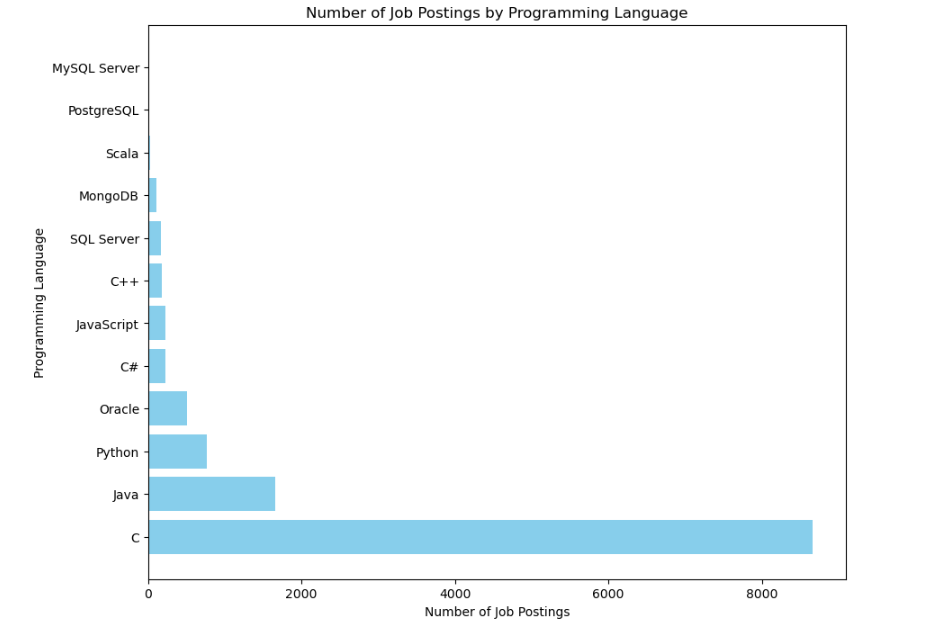 Number of Job Postings by Programming Language
MySQL Server
PostgreSQL
Scala
MongoDB
SQL Server
C++
JavaScript
C#
Oracle
Python
Java
C
Programming Language
0 2000 4000 6000 8000
Number of Job Postings